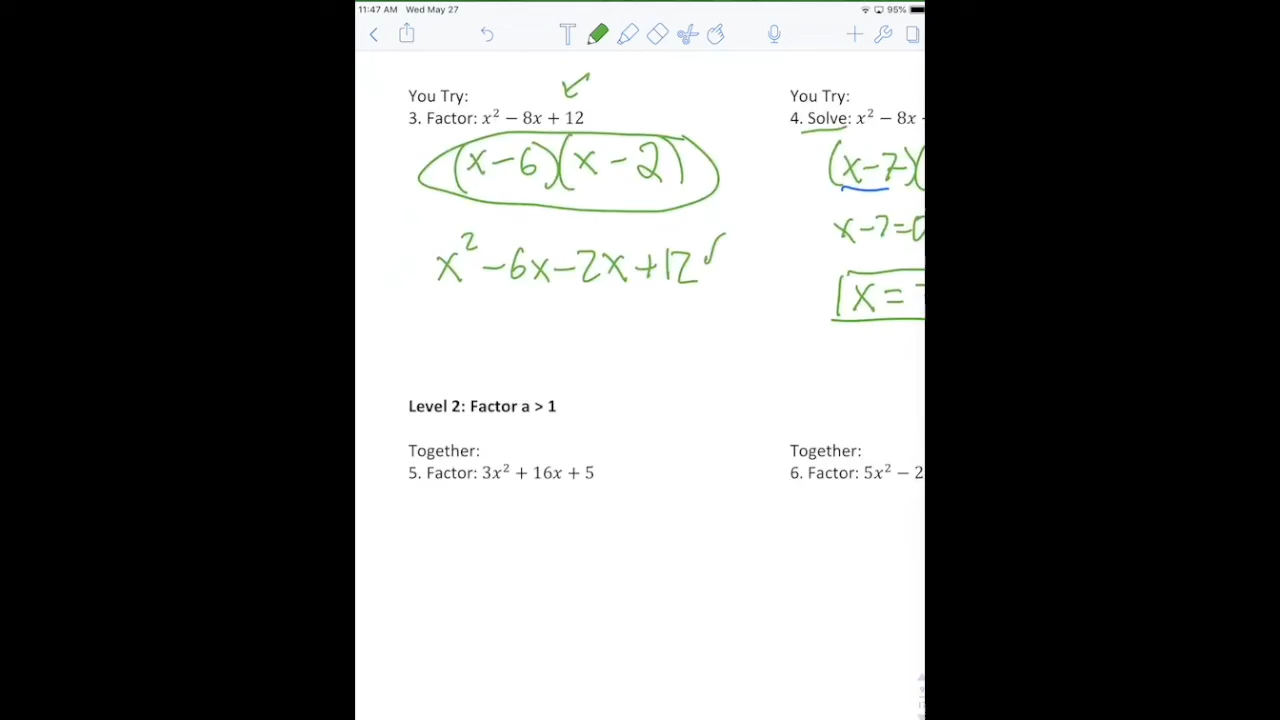 11:47 AM Wed May 27 95%
T
You Try:
3. Factor: x² − 8x + 12
(x−6)(x−2)
x² −6x−2x+12 ✓
You Try:
4. Solve: x² − 8x
(x−7)(
x−7=0
x =
Level 2: Factor a > 1
Together:
5. Factor: 3x² + 16x + 5
Together:
6. Factor: 5x² − 2